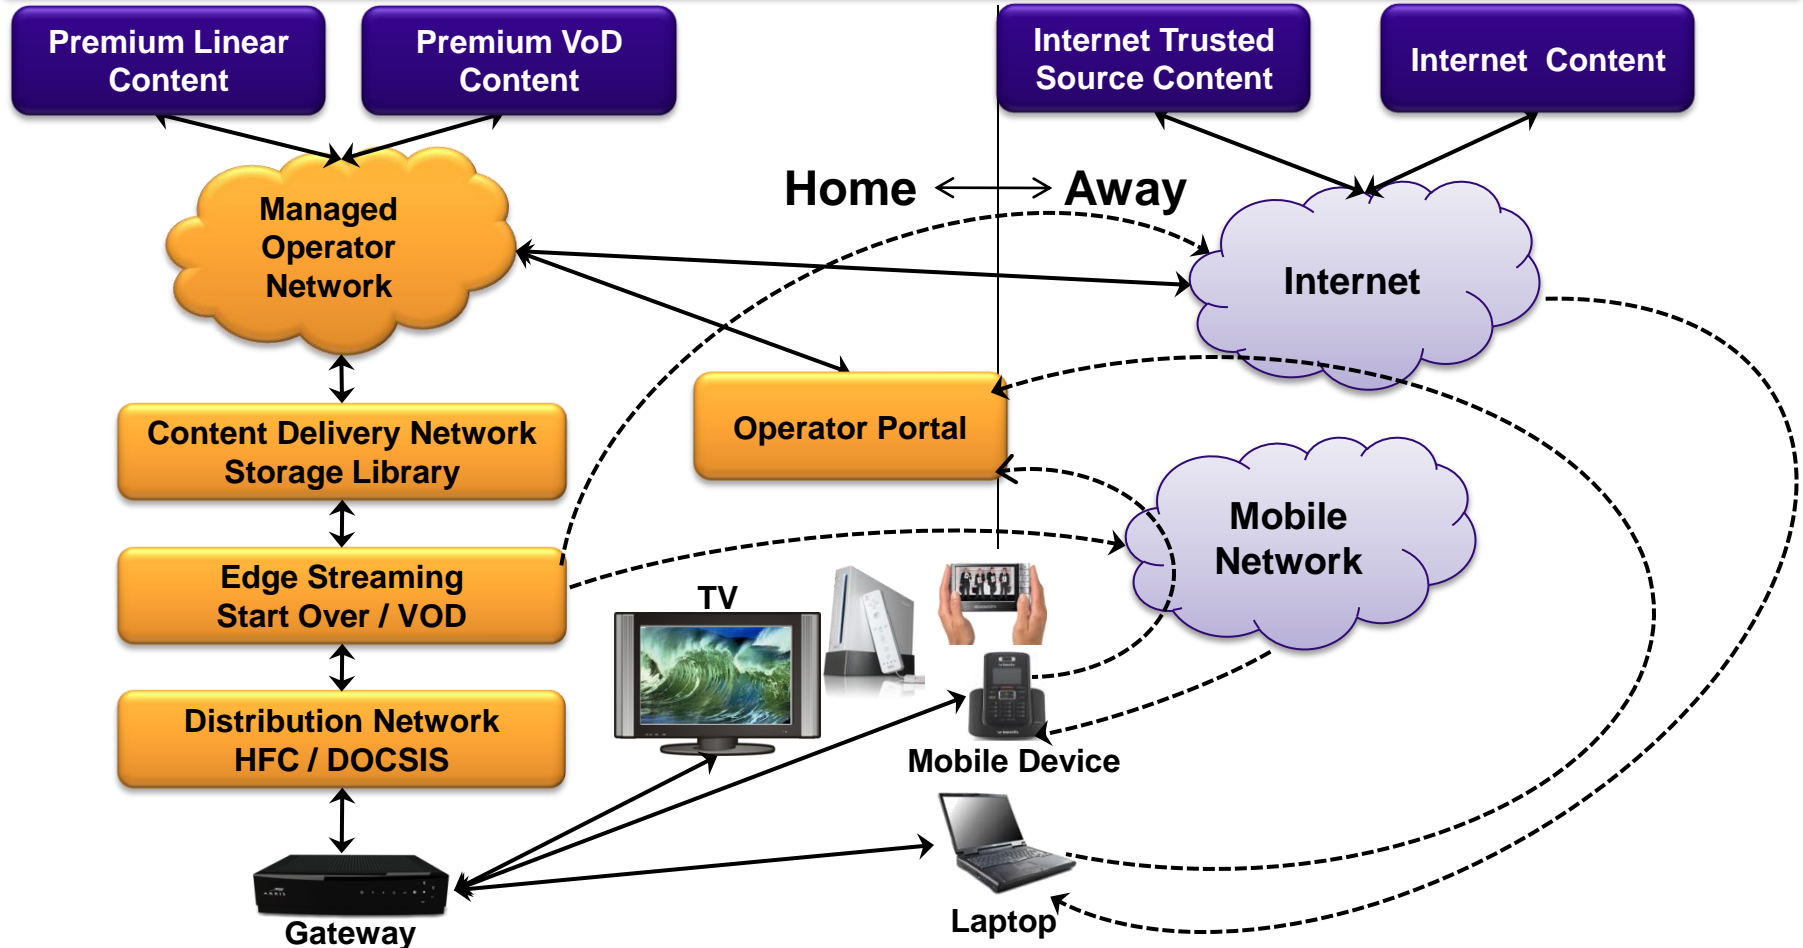 Premium Linear
Content
Premium VoD
Content
Internet Trusted
Source Content
Internet Content
Home
Away
Managed
Operator
Network
Internet
Content Delivery Network
Storage Library
Operator Portal
Mobile
Network
Edge Streaming
Start Over / VOD
TV
Distribution Network
HFC / DOCSIS
Mobile Device
ARRIS
Gateway
Laptop